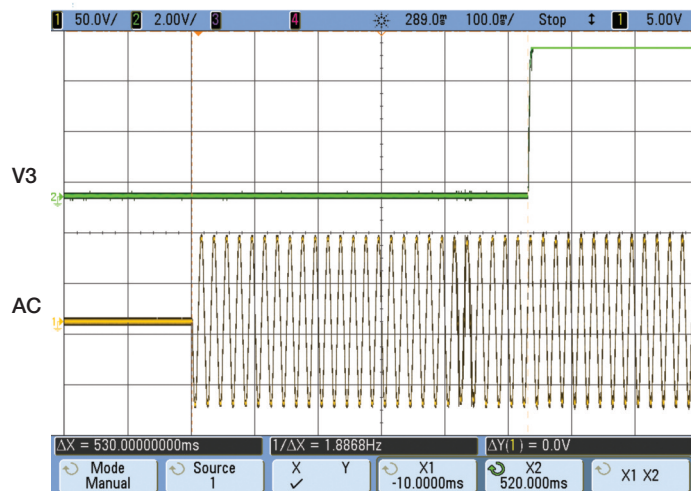 1 50.0V/ 2 2.00V/ 3 4 289.0ms 100.0ms/ Stop 1 5.00V
V3
2
AC
1
ΔX = 530.00000000ms 1/ΔX = 1.8868Hz ΔY(1) = 0.0V
Mode Source X Y X1 X2 X1 X2
Manual 1 ✓ -10.0000ms 520.000ms